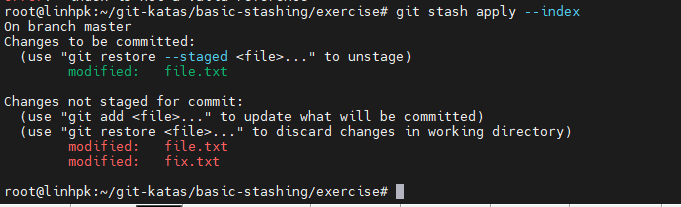 root@linhpk:~/git-katas/basic-stashing/exercise# git stash apply --index
On branch master
Changes to be committed:
  (use "git restore --staged <file>..." to unstage)
        modified:   file.txt

Changes not staged for commit:
  (use "git add <file>..." to update what will be committed)
  (use "git restore <file>..." to discard changes in working directory)
        modified:   file.txt
        modified:   fix.txt

root@linhpk:~/git-katas/basic-stashing/exercise#